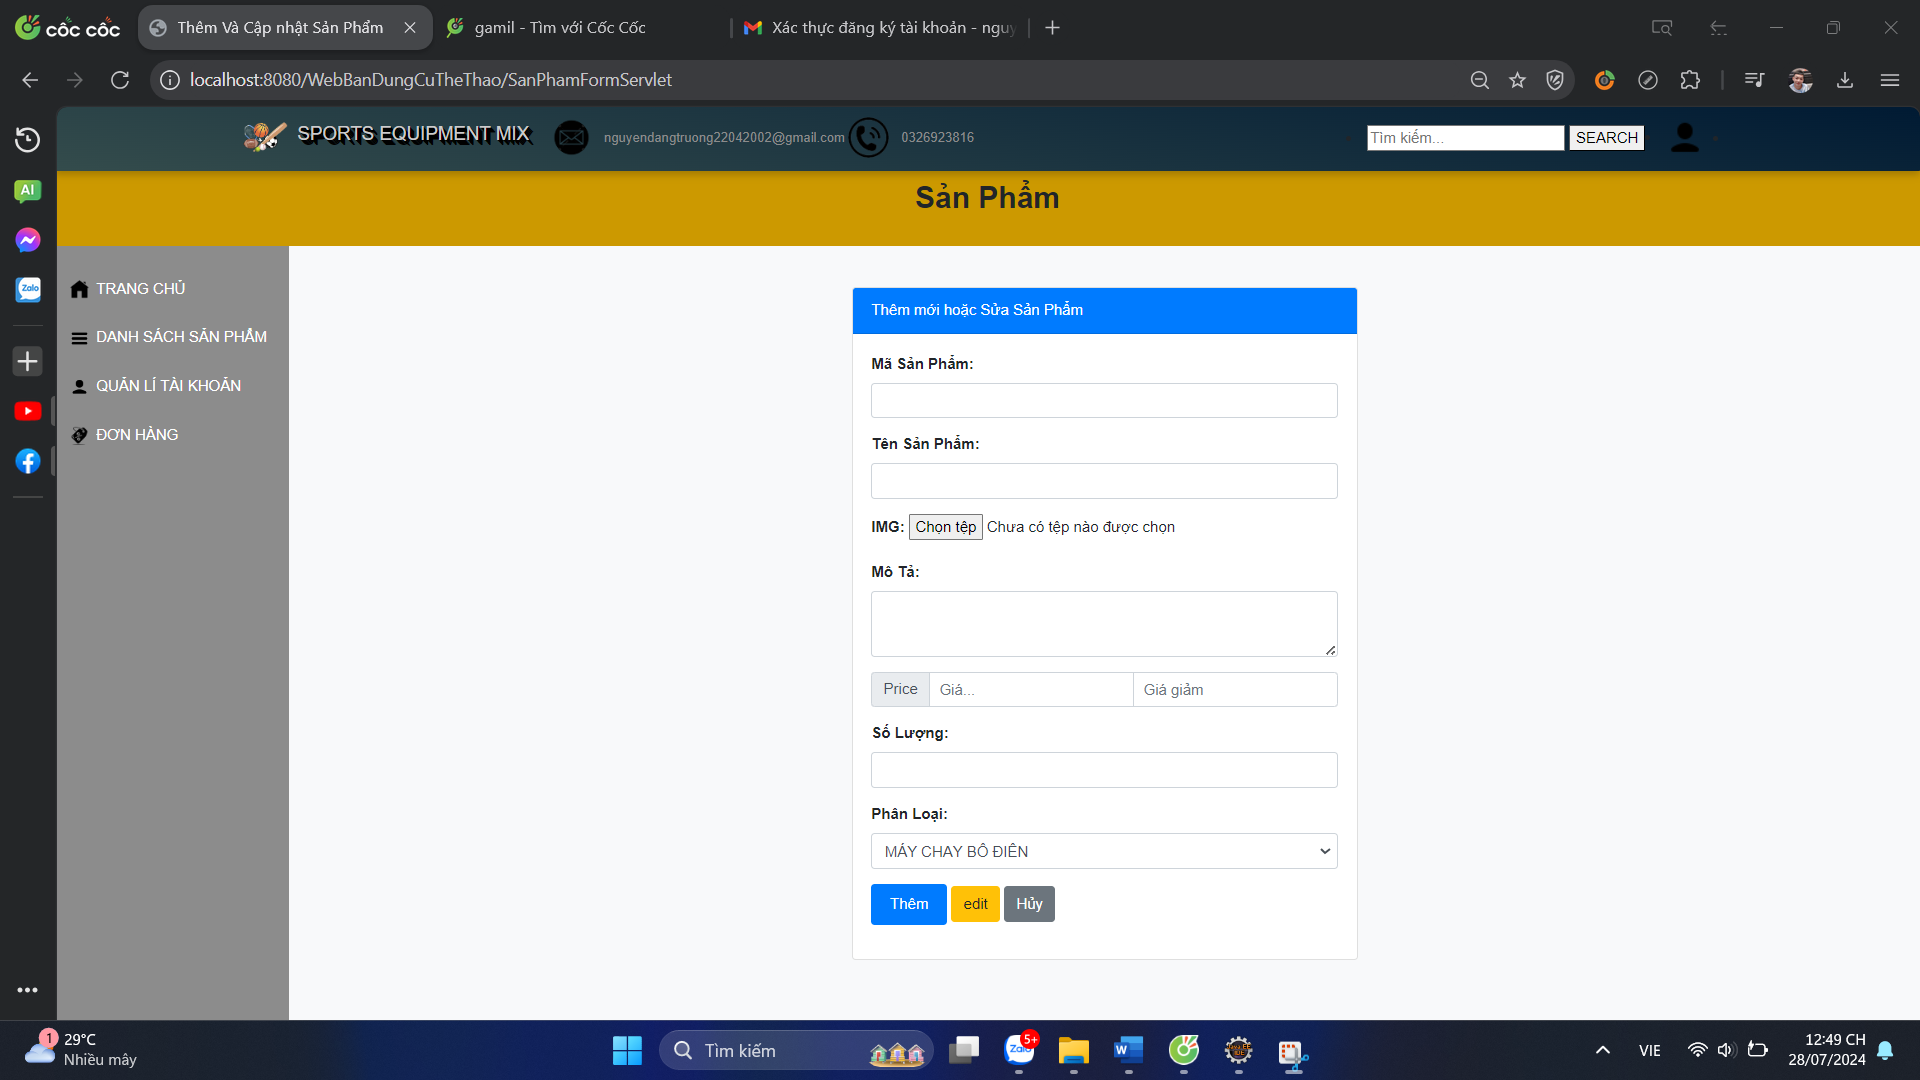 cốc cốc
Thêm Và Cập nhật Sản Phẩm
gamil - Tìm với Cốc Cốc
Xác thực đăng ký tài khoản - nguy
localhost:8080/WebBanDungCuTheThao/SanPhamFormServlet
SPORTS EQUIPMENT MIX
nguyendangtruong22042002@gmail.com
0326923816
Tìm kiếm...
SEARCH
AI
Zalo
Sản Phẩm
TRANG CHỦ
DANH SÁCH SẢN PHẨM
QUẢN LÍ TÀI KHOẢN
ĐƠN HÀNG
Thêm mới hoặc Sửa Sản Phẩm
Mã Sản Phẩm:
Tên Sản Phẩm:
IMG: Chọn tệp Chưa có tệp nào được chọn
Mô Tả:
Price Giá... Giá giảm
Số Lượng:
Phân Loại:
MÁY CHẠY BỘ ĐIỆN
Thêm edit Hủy
1
29°C
Nhiều mây
Tìm kiếm
Zalo
5+
W
VIE
12:49 CH
28/07/2024